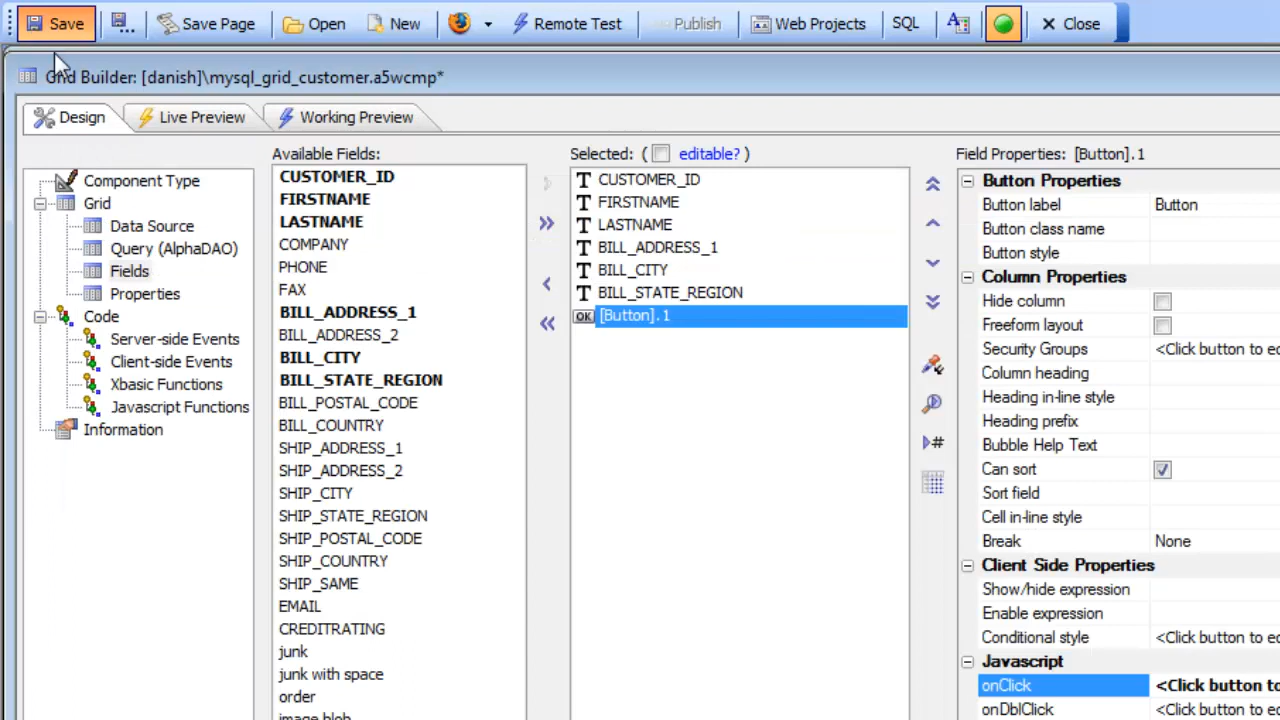 Save Save Page Open New Remote Test Publish Web Projects SQL Close
Grid Builder: [danish]\mysql_grid_customer.a5wcmp*
Design Live Preview Working Preview
Component Type
Grid
Data Source
Query (AlphaDAO)
Fields
Properties
Code
Server-side Events
Client-side Events
Xbasic Functions
Javascript Functions
Information
Available Fields:
CUSTOMER_ID
FIRSTNAME
LASTNAME
COMPANY
PHONE
FAX
BILL_ADDRESS_1
BILL_ADDRESS_2
BILL_CITY
BILL_STATE_REGION
BILL_POSTAL_CODE
BILL_COUNTRY
SHIP_ADDRESS_1
SHIP_ADDRESS_2
SHIP_CITY
SHIP_STATE_REGION
SHIP_POSTAL_CODE
SHIP_COUNTRY
SHIP_SAME
EMAIL
CREDITRATING
junk
junk with space
order
image blob
Selected: ( editable? )
T CUSTOMER_ID
T FIRSTNAME
T LASTNAME
T BILL_ADDRESS_1
T BILL_CITY
T BILL_STATE_REGION
OK [Button].1
Field Properties: [Button].1
Button Properties
Button label Button
Button class name
Button style
Column Properties
Hide column
Freeform layout
Security Groups <Click button to ed
Column heading
Heading in-line style
Heading prefix
Bubble Help Text
Can sort
Sort field
Cell in-line style
Break None
Client Side Properties
Show/hide expression
Enable expression
Conditional style <Click button to ed
Javascript
onClick <Click button to
onDblClick <Click button to ed